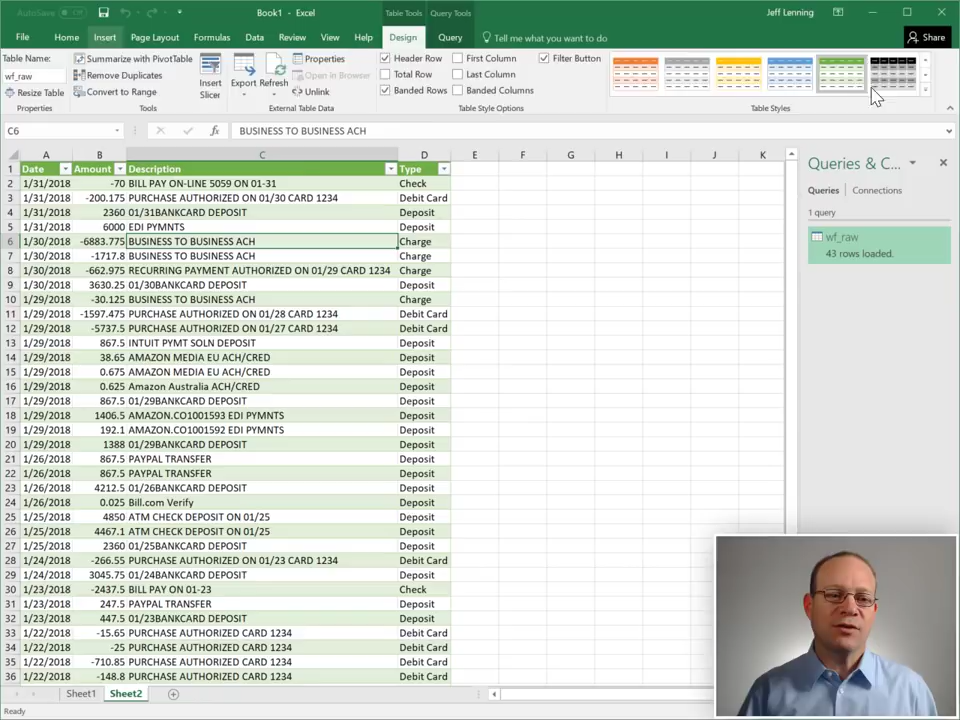 AutoSave Off
Book1 - Excel
Table Tools Query Tools
Jeff Lenning
File Home Insert Page Layout Formulas Data Review View Help Design Query Tell me what you want to do Share
Table Name:
wf_raw
Resize Table
Properties
Summarize with PivotTable
Remove Duplicates
Convert to Range
Tools
Insert
Slicer
Export Refresh
Properties
Open in Browser
Unlink
External Table Data
Header Row First Column Filter Button
Total Row Last Column
Banded Rows Banded Columns
Table Style Options
Table Styles
C6 fx BUSINESS TO BUSINESS ACH
A B C D E F G H I J K
1 Date Amount Description Type
2 1/31/2018 -70 BILL PAY ON-LINE 5059 ON 01-31 Check
3 1/31/2018 -200.175 PURCHASE AUTHORIZED ON 01/30 CARD 1234 Debit Card
4 1/31/2018 2360 01/31BANKCARD DEPOSIT Deposit
5 1/31/2018 6000 EDI PYMNTS Deposit
6 1/30/2018 -6883.775 BUSINESS TO BUSINESS ACH Charge
7 1/30/2018 -1717.8 BUSINESS TO BUSINESS ACH Charge
8 1/30/2018 -662.975 RECURRING PAYMENT AUTHORIZED ON 01/29 CARD 1234 Charge
9 1/30/2018 3630.25 01/30BANKCARD DEPOSIT Deposit
10 1/29/2018 -30.125 BUSINESS TO BUSINESS ACH Charge
11 1/29/2018 -1597.475 PURCHASE AUTHORIZED ON 01/28 CARD 1234 Debit Card
12 1/29/2018 -5737.5 PURCHASE AUTHORIZED ON 01/27 CARD 1234 Debit Card
13 1/29/2018 867.5 INTUIT PYMT SOLN DEPOSIT Deposit
14 1/29/2018 38.65 AMAZON MEDIA EU ACH/CRED Deposit
15 1/29/2018 0.675 AMAZON MEDIA EU ACH/CRED Deposit
16 1/29/2018 0.625 Amazon Australia ACH/CRED Deposit
17 1/29/2018 867.5 01/29BANKCARD DEPOSIT Deposit
18 1/29/2018 1406.5 AMAZON.CO1001593 EDI PYMNTS Deposit
19 1/29/2018 192.1 AMAZON.CO1001592 EDI PYMNTS Deposit
20 1/29/2018 1388 01/29BANKCARD DEPOSIT Deposit
21 1/26/2018 867.5 PAYPAL TRANSFER Deposit
22 1/26/2018 867.5 PAYPAL TRANSFER Deposit
23 1/26/2018 4212.5 01/26BANKCARD DEPOSIT Deposit
24 1/26/2018 0.025 Bill.com Verify Deposit
25 1/25/2018 4850 ATM CHECK DEPOSIT ON 01/25 Deposit
26 1/25/2018 4467.1 ATM CHECK DEPOSIT ON 01/25 Deposit
27 1/25/2018 2360 01/25BANKCARD DEPOSIT Deposit
28 1/24/2018 -266.55 PURCHASE AUTHORIZED ON 01/23 CARD 1234 Debit Card
29 1/24/2018 3045.75 01/24BANKCARD DEPOSIT Deposit
30 1/23/2018 -2437.5 BILL PAY ON 01-23 Check
31 1/23/2018 247.5 PAYPAL TRANSFER Deposit
32 1/23/2018 447.5 01/23BANKCARD DEPOSIT Deposit
33 1/22/2018 -15.65 PURCHASE AUTHORIZED CARD 1234 Debit Card
34 1/22/2018 -25 PURCHASE AUTHORIZED CARD 1234 Debit Card
35 1/22/2018 -710.85 PURCHASE AUTHORIZED CARD 1234 Debit Card
36 1/22/2018 -148.8 PURCHASE AUTHORIZED CARD 1234 Debit Card
Queries & C...
Queries Connections
1 query
wf_raw
43 rows loaded.
Sheet1 Sheet2
Ready